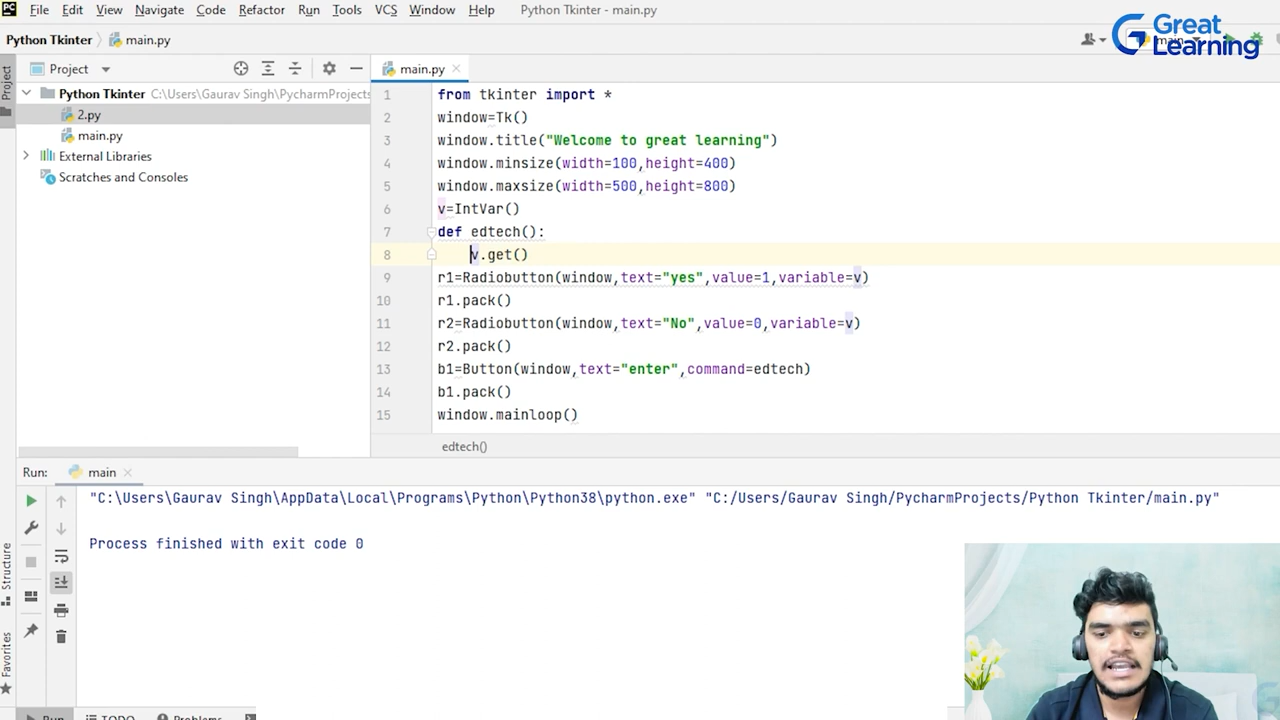 PC File Edit View Navigate Code Refactor Run Tools VCS Window Help Python Tkinter - main.py
Great Learning
Python Tkinter main.py
Project
main.py
Project
Python Tkinter C:\Users\Gaurav Singh\PycharmProjects
2.py
main.py
External Libraries
Scratches and Consoles
1 from tkinter import *
2 window=Tk()
3 window.title("Welcome to great learning")
4 window.minsize(width=100,height=400)
5 window.maxsize(width=500,height=800)
6 v=IntVar()
7 def edtech():
8 v.get()
9 r1=Radiobutton(window,text="yes",value=1,variable=v)
10 r1.pack()
11 r2=Radiobutton(window,text="No",value=0,variable=v)
12 r2.pack()
13 b1=Button(window,text="enter",command=edtech)
14 b1.pack()
15 window.mainloop()
edtech()
Run: main
"C:\Users\Gaurav Singh\AppData\Local\Programs\Python\Python38\python.exe" "C:/Users/Gaurav Singh/PycharmProjects/Python Tkinter/main.py"
Process finished with exit code 0
Structure
Favorites
Run TODO Problems